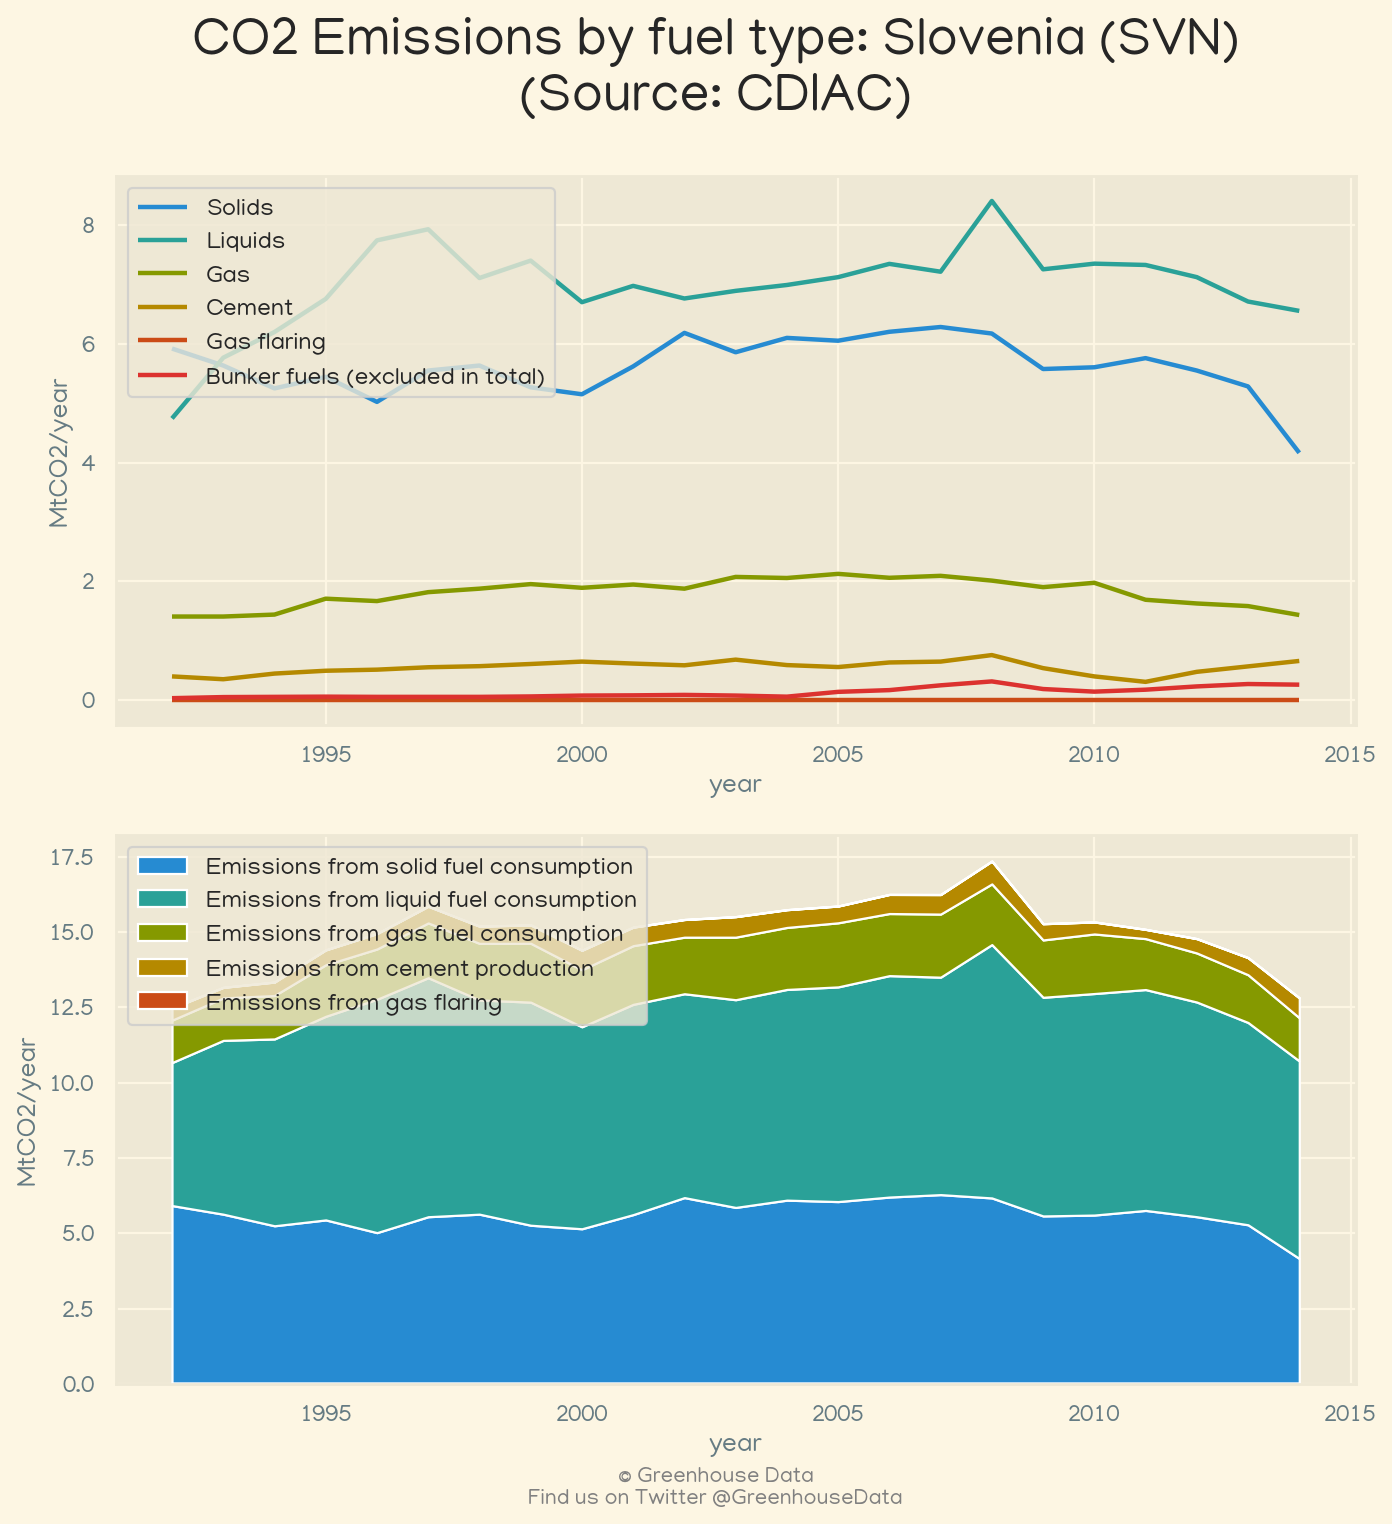 CO2 Emissions by fuel type: Slovenia (SVN)
(Source: CDIAC)
Solids
Liquids
Gas
Cement
Gas flaring
Bunker fuels (excluded in total)
8
6
4
2
0
MtCO2/year
1995 2000 2005 2010 2015
year
Emissions from solid fuel consumption
Emissions from liquid fuel consumption
Emissions from gas fuel consumption
Emissions from cement production
Emissions from gas flaring
17.5
15.0
12.5
10.0
7.5
5.0
2.5
0.0
MtCO2/year
1995 2000 2005 2010 2015
year
© Greenhouse Data
Find us on Twitter @GreenhouseData